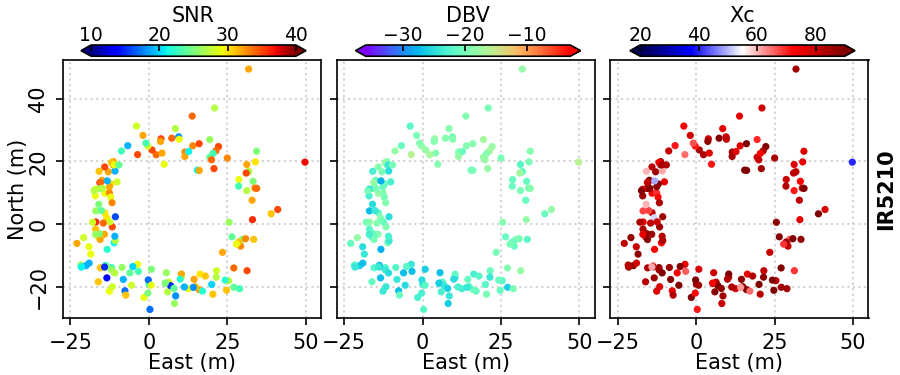 SNR DBV Xc
10 20 30 40 −30 −20 −10 20 40 60 80
40
20
0
−20
North (m)
IR5210
−25 0 25 50 −25 0 25 50 −25 0 25 50
East (m) East (m) East (m)